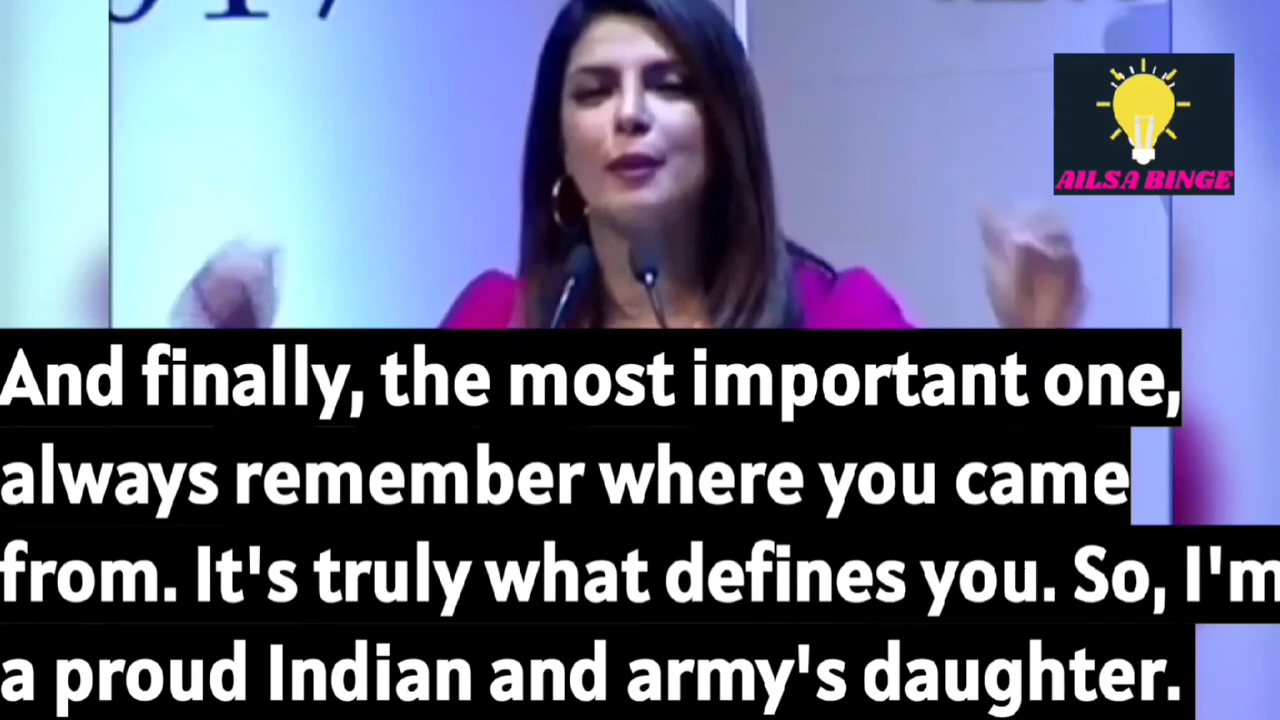 AILSA BINGE
And finally, the most important one,
always remember where you came
from. It's truly what defines you. So, I'm
a proud Indian and army's daughter.